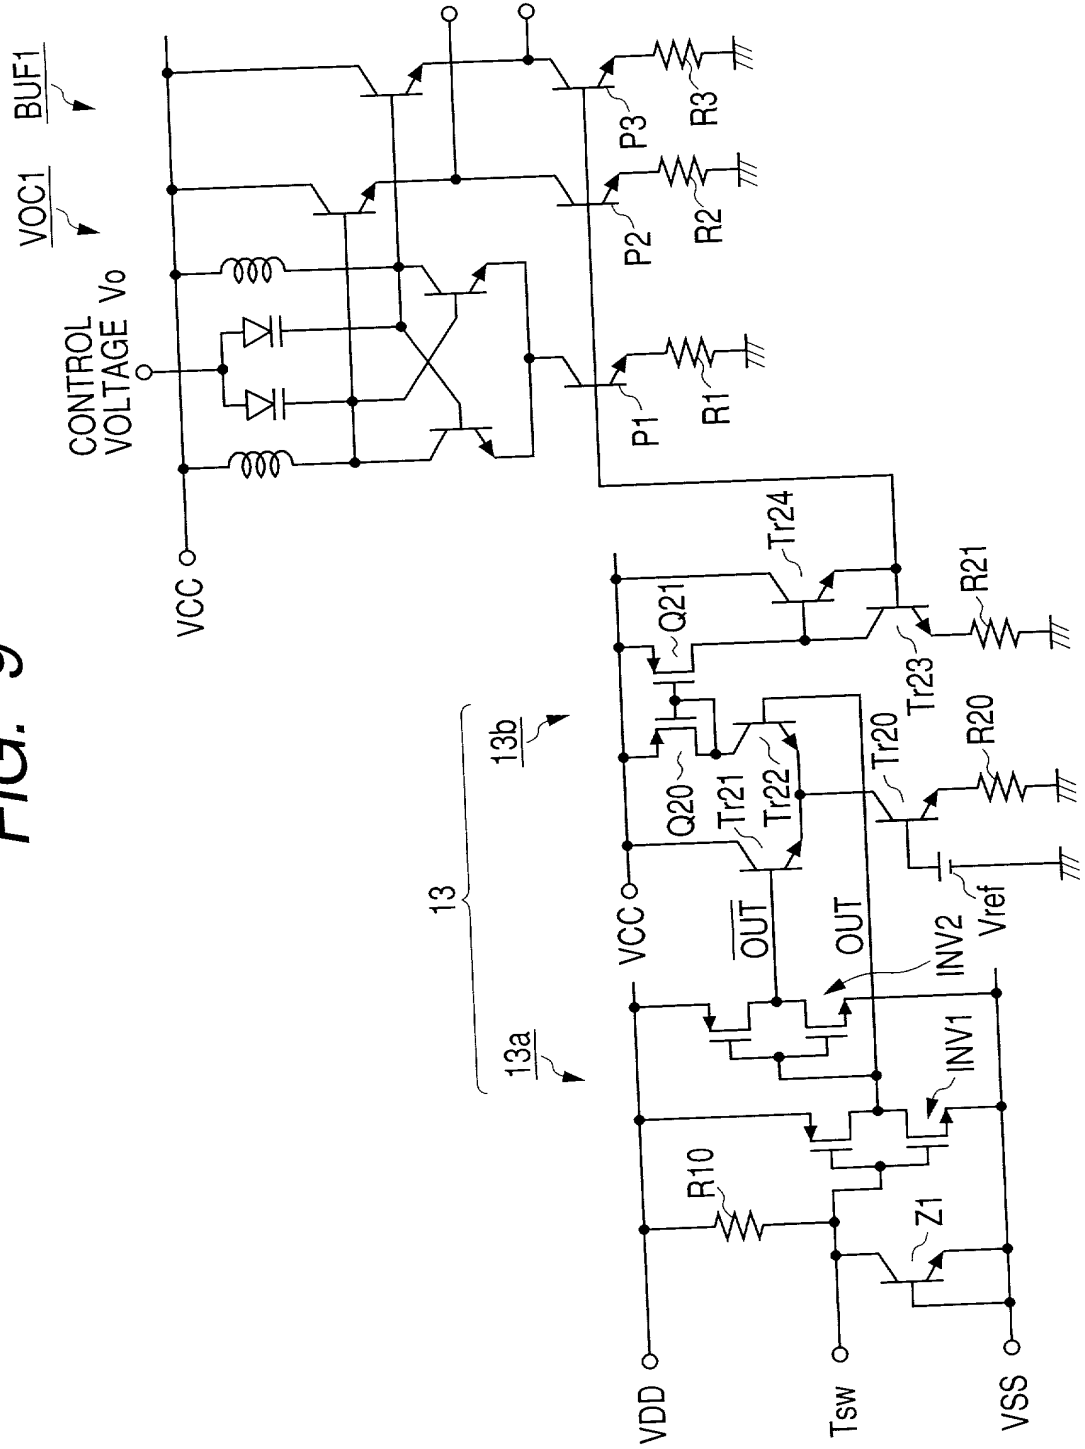 FIG. 9
BUF1
VOC1
CONTROL
VOLTAGE Vo
VCC
P3
R3
P2
R2
P1
R1
13
13a
13b
VCC
Q20
Q21
Tr21
Tr22
Tr24
Tr23
R21
Tr20
R20
Vref
OUT
OUT
INV2
INV1
R10
Z1
VDD
Tsw
VSS